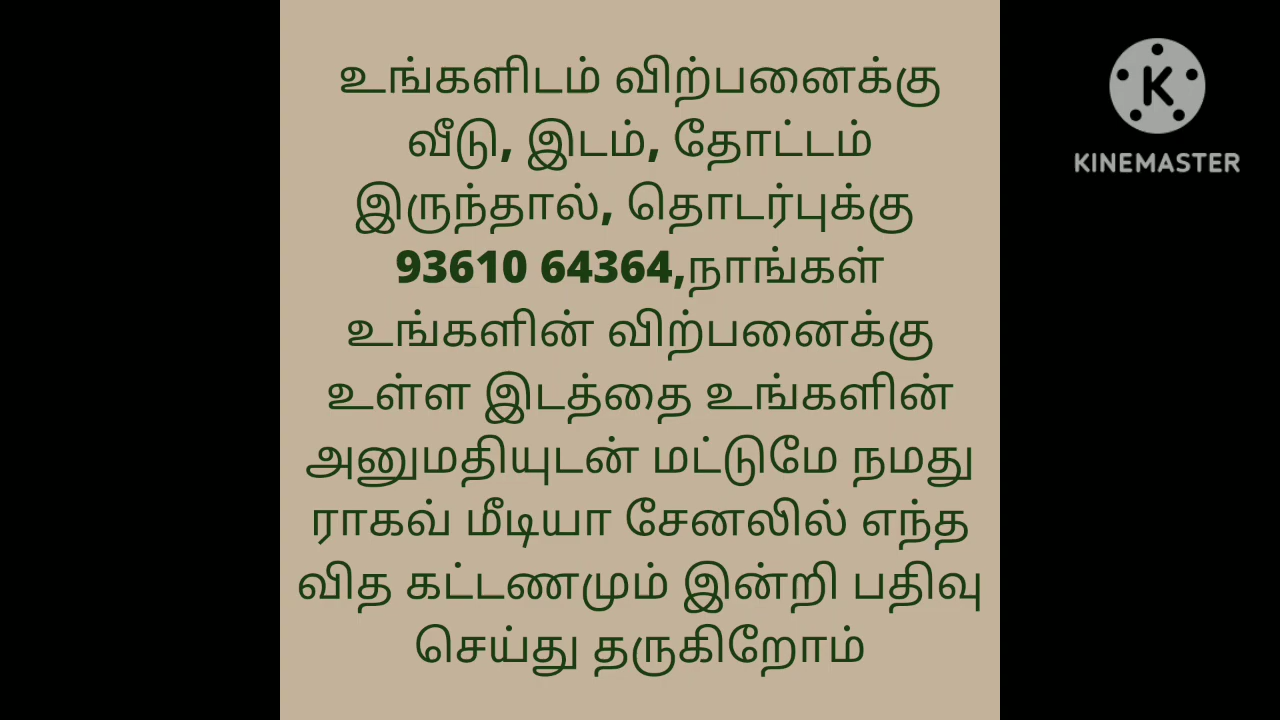 உங்களிடம் விற்பனைக்கு
வீடு, இடம், தோட்டம்
இருந்தால், தொடர்புக்கு
93610 64364,நாங்கள்
உங்களின் விற்பனைக்கு
உள்ள இடத்தை உங்களின்
அனுமதியுடன் மட்டுமே நமது
ராகவ் மீடியா சேனலில் எந்த
வித கட்டணமும் இன்றி பதிவு
செய்து தருகிறோம்
K
KINEMASTER